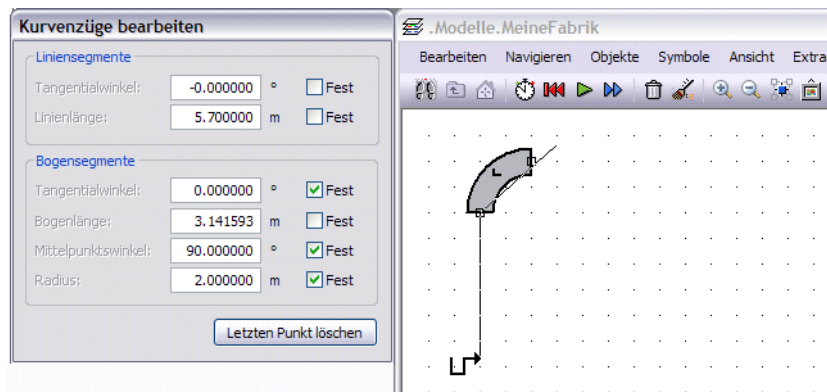 Kurvenzüge bearbeiten
Liniensegmente
Tangentialwinkel: -0.000000 ° Fest
Linienlänge: 5.700000 m Fest
Bogensegmente
Tangentialwinkel: 0.000000 ° Fest
Bogenlänge: 3.141593 m Fest
Mittelpunktswinkel: 90.000000 ° Fest
Radius: 2.000000 m Fest
Letzten Punkt löschen
.Modelle.MeineFabrik
Bearbeiten Navigieren Objekte Symbole Ansicht Extra